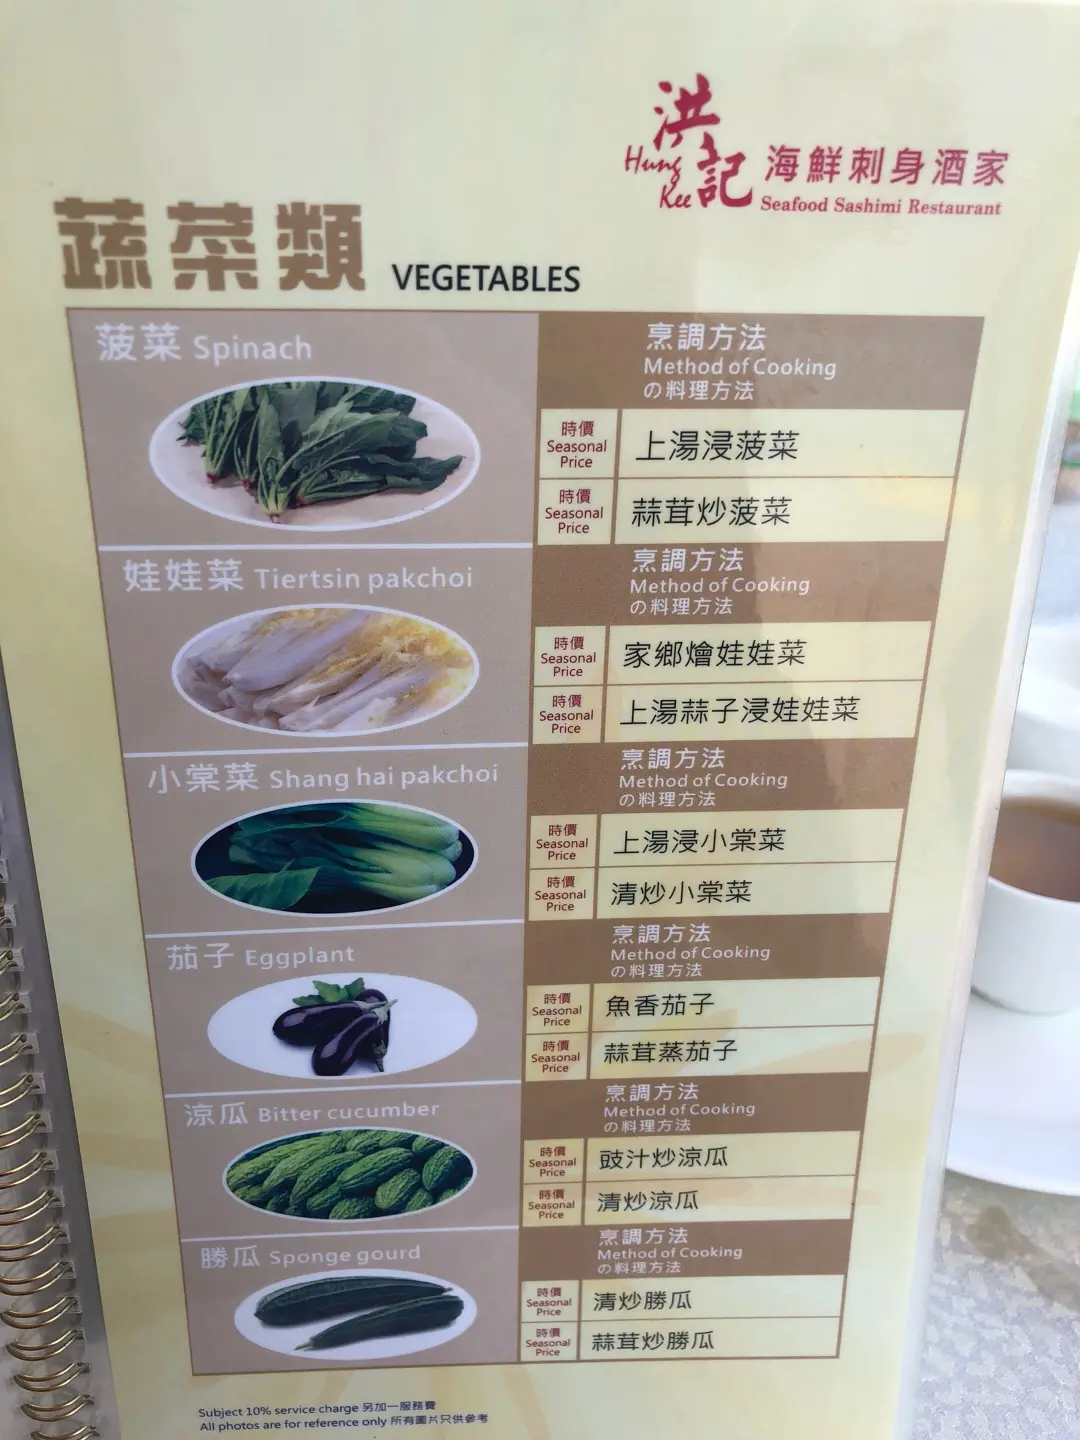 洪記
Hung Kee
海鮮刺身酒家
Seafood Sashimi Restaurant
蔬菜類 VEGETABLES
菠菜 Spinach
烹調方法
Method of Cooking
の料理方法
時價
Seasonal
Price
上湯浸菠菜
時價
Seasonal
Price
蒜茸炒菠菜
娃娃菜 Tiertsin pakchoi
烹調方法
Method of Cooking
の料理方法
時價
Seasonal
Price
家鄉燴娃娃菜
時價
Seasonal
Price
上湯蒜子浸娃娃菜
小棠菜 Shang hai pakchoi
烹調方法
Method of Cooking
の料理方法
時價
Seasonal
Price
上湯浸小棠菜
時價
Seasonal
Price
清炒小棠菜
茄子 Eggplant
烹調方法
Method of Cooking
の料理方法
時價
Seasonal
Price
魚香茄子
時價
Seasonal
Price
蒜茸蒸茄子
涼瓜 Bitter cucumber
烹調方法
Method of Cooking
の料理方法
時價
Seasonal
Price
豉汁炒涼瓜
時價
Seasonal
Price
清炒涼瓜
勝瓜 Sponge gourd
烹調方法
Method of Cooking
の料理方法
時價
Seasonal
Price
清炒勝瓜
時價
Seasonal
Price
蒜茸炒勝瓜
Subject 10% service charge 另加一服務費
All photos are for reference only 所有圖片只供參考